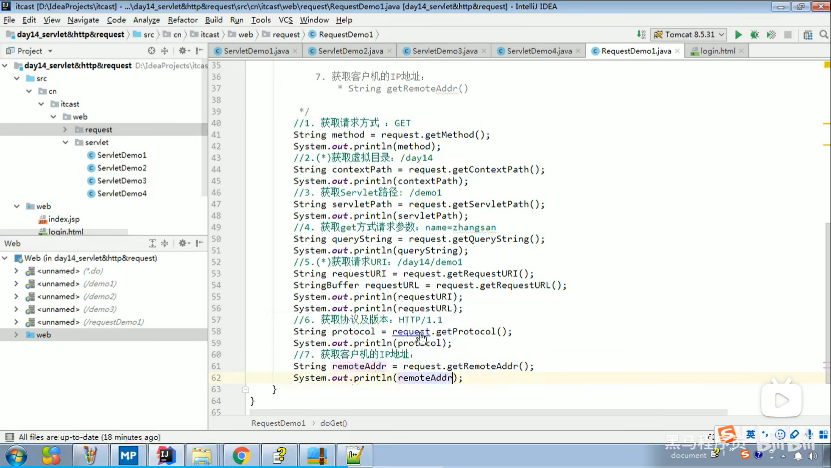 itcast [D:\IdeaProjects\itcast] - ...\day14_servlet&http&request\src\cn\itcast\web\request\RequestDemo1.java [day14_servlet&http&request] - IntelliJ IDEA
File Edit View Navigate Code Analyze Refactor Build Run Tools VCS Window Help
day14_servlet&http&request src cn itcast web request RequestDemo1
Tomcat 8.5.31
Project
ServletDemo1.java ServletDemo2.java ServletDemo3.java ServletDemo4.java RequestDemo1.java login.html
day14_servlet&http&request
src
cn
itcast
web
request
servlet
ServletDemo1
ServletDemo2
ServletDemo3
ServletDemo4
web
index.jsp
login.html
Web
Web (in day14_servlet&http&request)
<unnamed> (*.do)
<unnamed> (/demo1)
<unnamed> (/demo2)
<unnamed> (/demo3)
<unnamed> (/requestDemo1)
web
35
36 7. 获取客户机的IP地址：
37 * String getRemoteAddr()
38
39 */
40 //1. 获取请求方式 ：GET
41 String method = request.getMethod();
42 System.out.println(method);
43 //2.(*)获取虚拟目录：/day14
44 String contextPath = request.getContextPath();
45 System.out.println(contextPath);
46 //3. 获取Servlet路径: /demo1
47 String servletPath = request.getServletPath();
48 System.out.println(servletPath);
49 //4. 获取get方式请求参数：name=zhangsan
50 String queryString = request.getQueryString();
51 System.out.println(queryString);
52 //5.(*)获取请求URI：/day14/demo1
53 String requestURI = request.getRequestURI();
54 StringBuffer requestURL = request.getRequestURL();
55 System.out.println(requestURI);
56 System.out.println(requestURL);
57 //6. 获取协议及版本：HTTP/1.1
58 String protocol = request.getProtocol();
59 System.out.println(protocol);
60 //7. 获取客户机的IP地址：
61 String remoteAddr = request.getRemoteAddr();
62 System.out.println(remoteAddr);
63 }
64 }
65
RequestDemo1 doGet()
All files are up-to-date (18 minutes ago)
英
黑马程序员
bilibili
document
MP